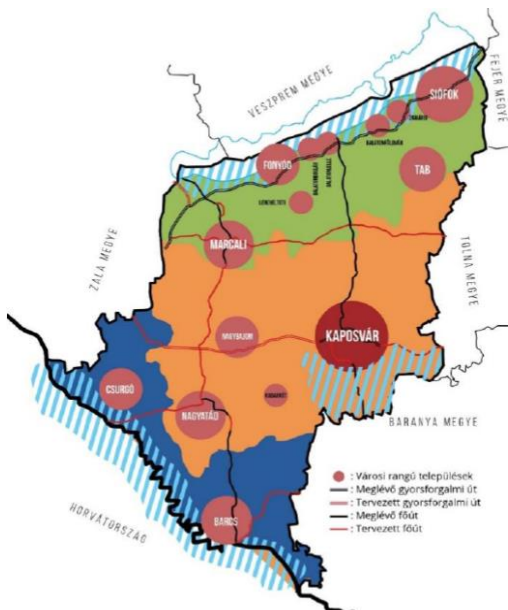 VESZPRÉM MEGYE
FEJÉR MEGYE
SIÓFOK
FONYÓD
TAB
ZALA MEGYE
MARCALI
TOLNA MEGYE
NAGYBAJOM
KAPOSVÁR
CSURGÓ
NAGYATÁD
KADARKÚT
BARANYA MEGYE
BARCS
HORVÁTORSZÁG
: Városi rangú települések
: Meglévő gyorsforgalmi út
: Tervezett gyorsforgalmi út
: Meglévő főút
: Tervezett főút